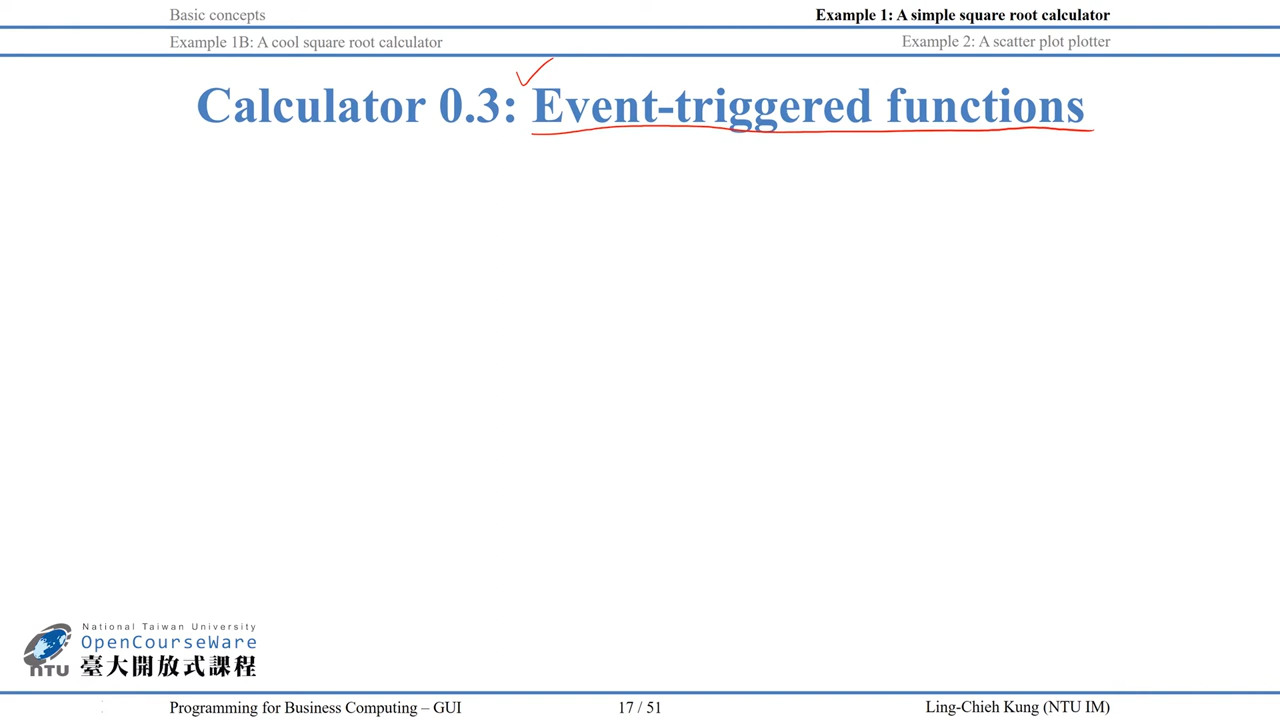 Basic concepts
Example 1: A simple square root calculator
Example 1B: A cool square root calculator
Example 2: A scatter plot plotter
Calculator 0.3: Event-triggered functions
National Taiwan University
OpenCourseWare
NTU 臺大開放式課程
Programming for Business Computing – GUI
17 / 51
Ling-Chieh Kung (NTU IM)